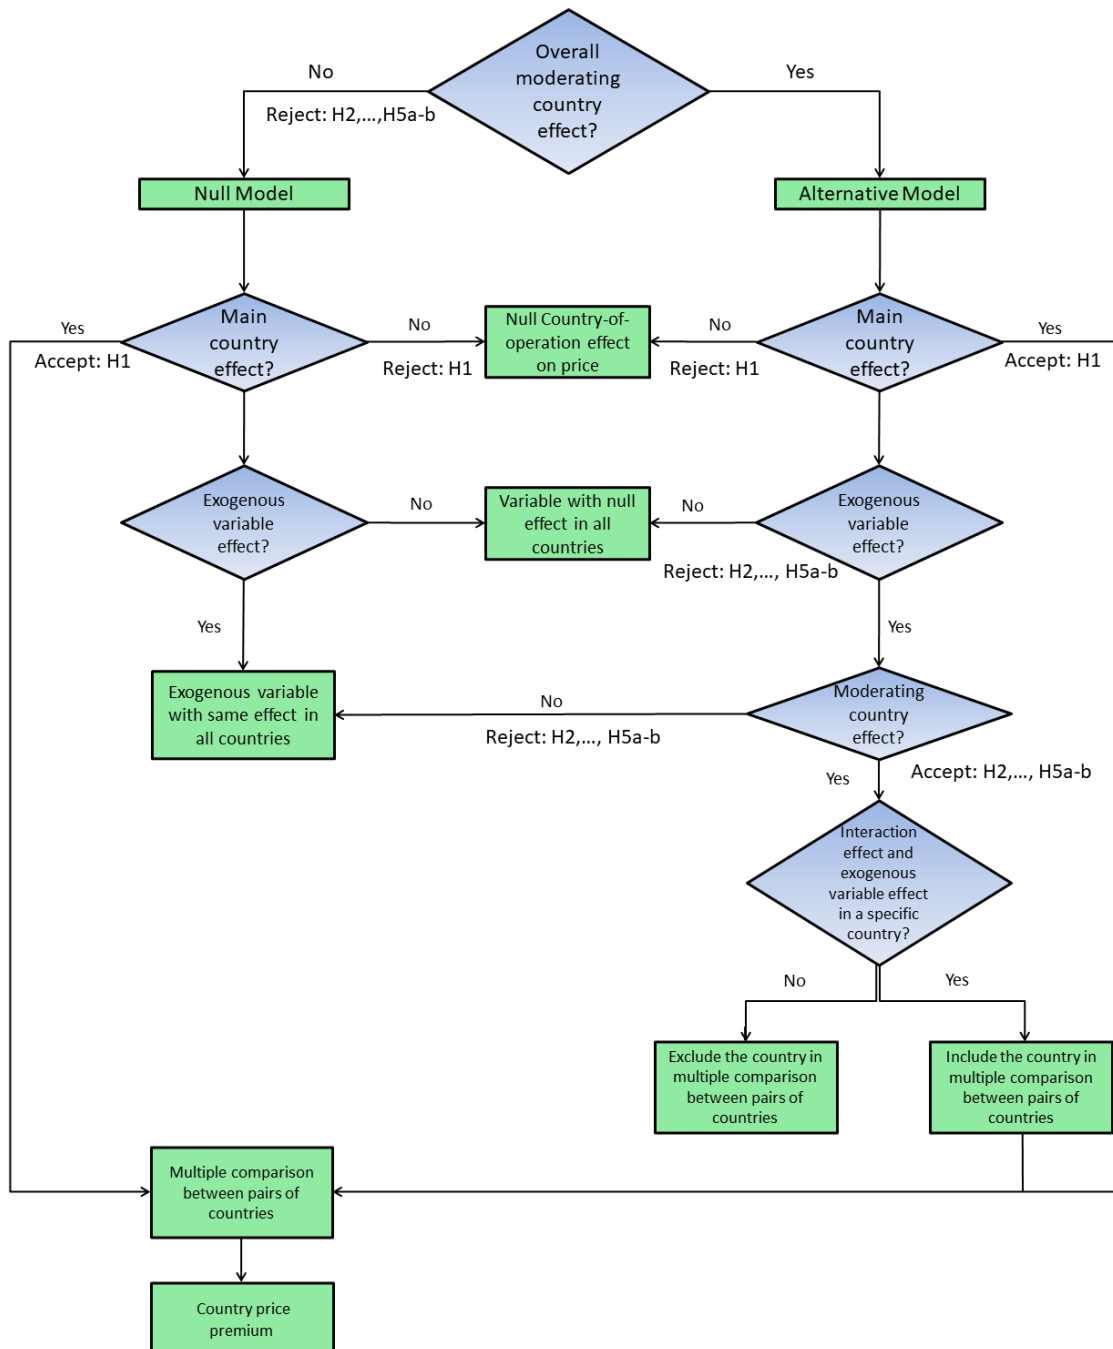 Overall
moderating
country
effect?
No
Yes
Reject: H2,...,H5a-b
Null Model
Alternative Model
Main
country
effect?
Yes
Accept: H1
No
Reject: H1
Null Country-of-
operation effect
on price
No
Reject: H1
Main
country
effect?
Yes
Accept: H1
Exogenous
variable
effect?
No
Variable with null
effect in all
countries
No
Reject: H2,..., H5a-b
Exogenous
variable
effect?
Yes
Yes
Exogenous variable
with same effect in
all countries
No
Reject: H2,..., H5a-b
Moderating
country
effect?
Yes
Accept: H2,..., H5a-b
Interaction
effect and
exogenous
variable effect
in a specific
country?
No
Yes
Exclude the country in
multiple comparison
between pairs of
countries
Include the country in
multiple comparison
between pairs of
countries
Multiple comparison
between pairs of
countries
Country price
premium